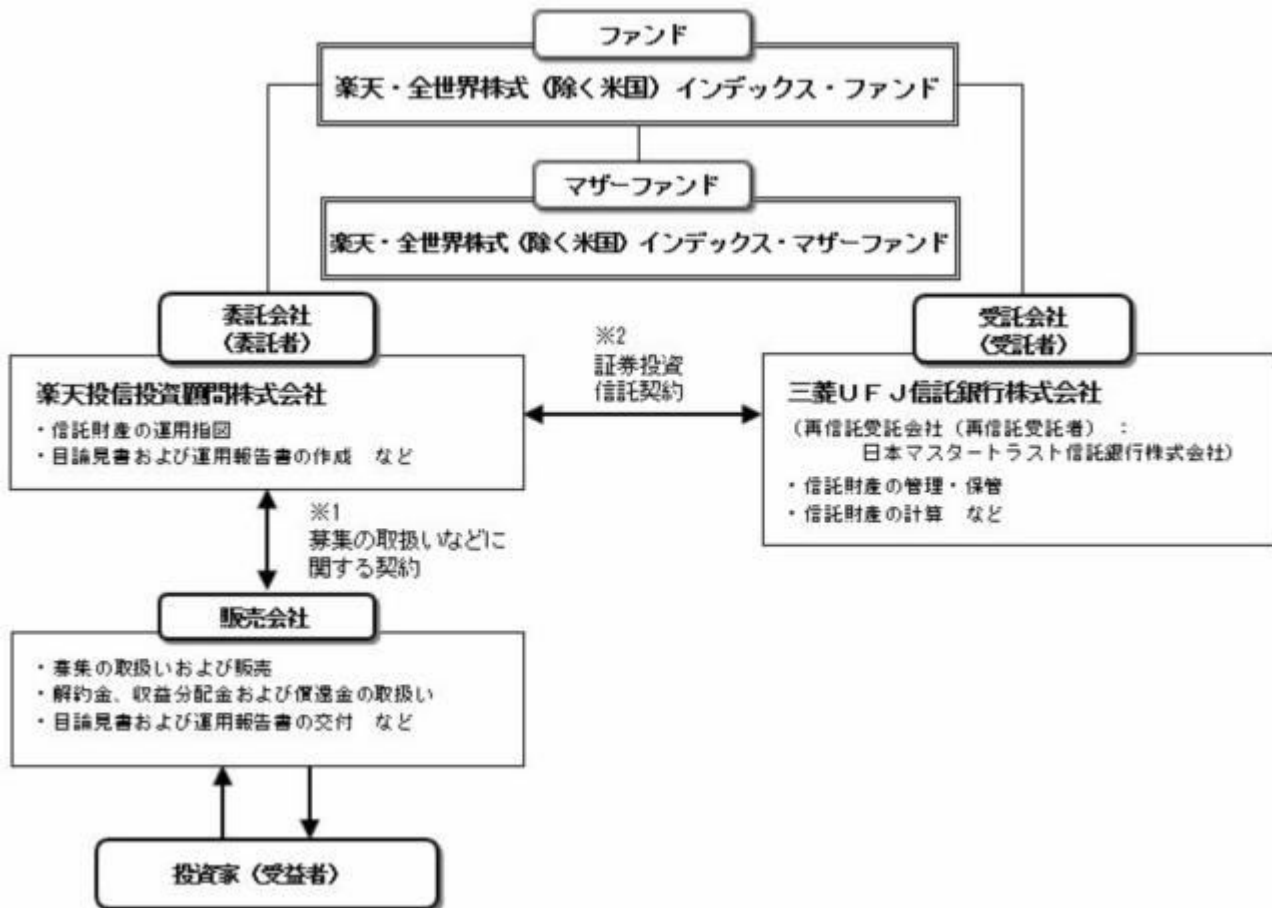 ファンド
楽天・全世界株式（除く米国）インデックス・ファンド
マザーファンド
楽天・全世界株式（除く米国）インデックス・マザーファンド
委託会社
（委託者）
楽天投信投資顧問株式会社
・信託財産の運用指図
・目論見書および運用報告書の作成　など
※2
証券投資
信託契約
受託会社
（受託者）
三菱ＵＦＪ信託銀行株式会社
（再信託受託会社（再信託受託者）：
日本マスタートラスト信託銀行株式会社）
・信託財産の管理・保管
・信託財産の計算　など
※1
募集の取扱いなどに
関する契約
販売会社
・募集の取扱いおよび販売
・解約金、収益分配金および償還金の取扱い
・目論見書および運用報告書の交付　など
投資家（受益者）